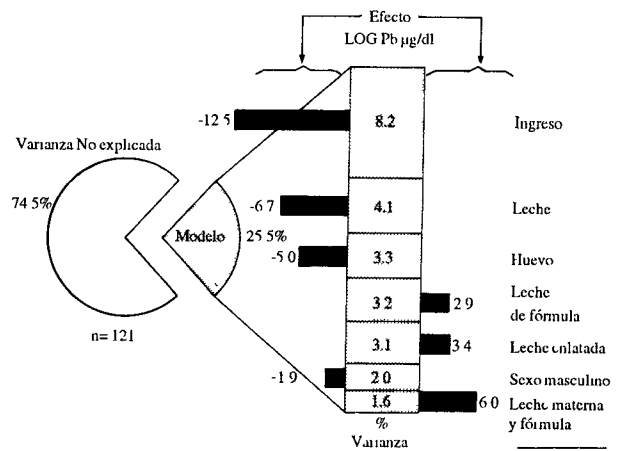 Efecto
LOG Pb µg/dl
-12 5
8.2
Ingreso
Varianza No explicada
74 5%
-6 7
4.1
Leche
Modelo
25 5%
-5 0
3.3
Huevo
3 2
2 9
Leche
de fórmula
n= 121
3.1
3 4
Leche enlatada
-1 9
2 0
Sexo masculino
1.6
6 0
Leche materna
y fórmula
%
Varianza